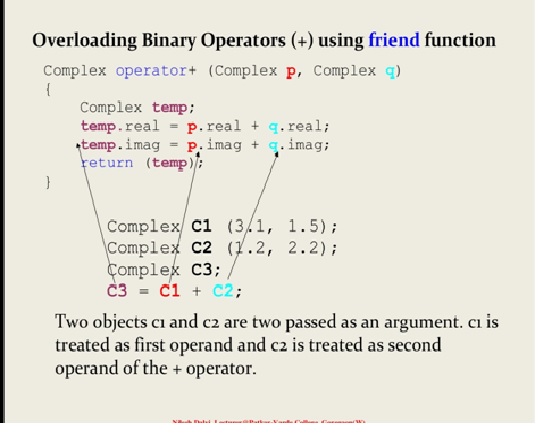 Overloading Binary Operators (+) using friend function
Complex operator+ (Complex p, Complex q)
{
Complex temp;
temp.real = p.real + q.real;
temp.imag = p.imag + q.imag;
return (temp);
}
Complex C1 (3.1, 1.5);
Complex C2 (1.2, 2.2);
Complex C3;
C3 = C1 + C2;
Two objects c1 and c2 are two passed as an argument. c1 is
treated as first operand and c2 is treated as second
operand of the + operator.